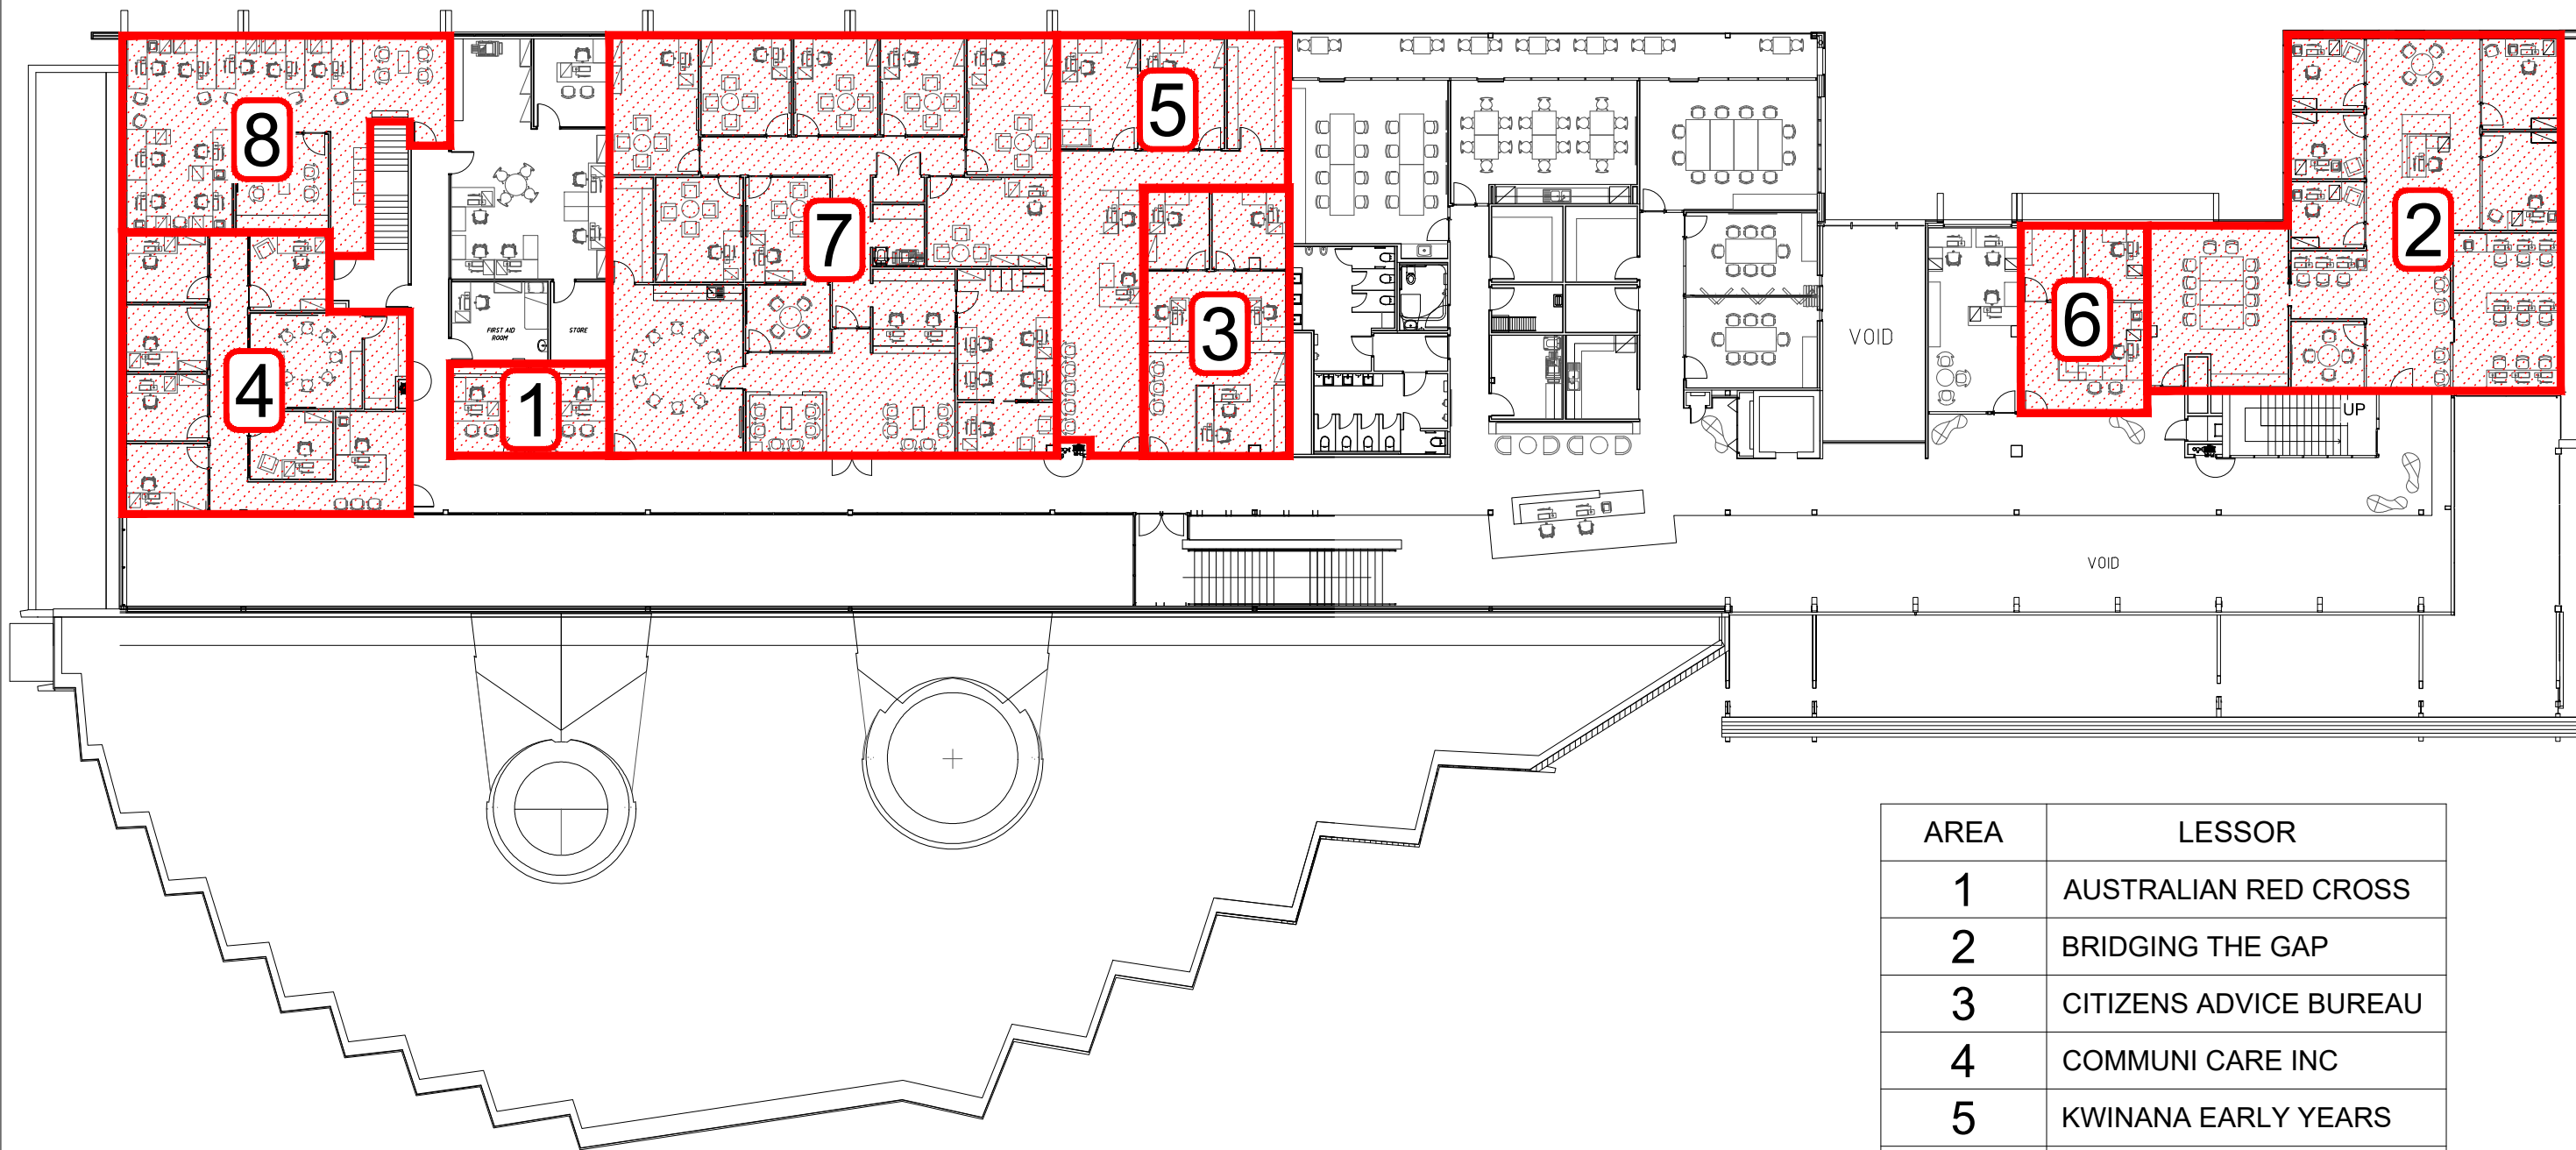 8
5
7
2
6
3
4
1
FIRST AID
ROOM
STORE
VOID
UP
VOID
AREA LESSOR
1 AUSTRALIAN RED CROSS
2 BRIDGING THE GAP
3 CITIZENS ADVICE BUREAU
4 COMMUNI CARE INC
5 KWINANA EARLY YEARS